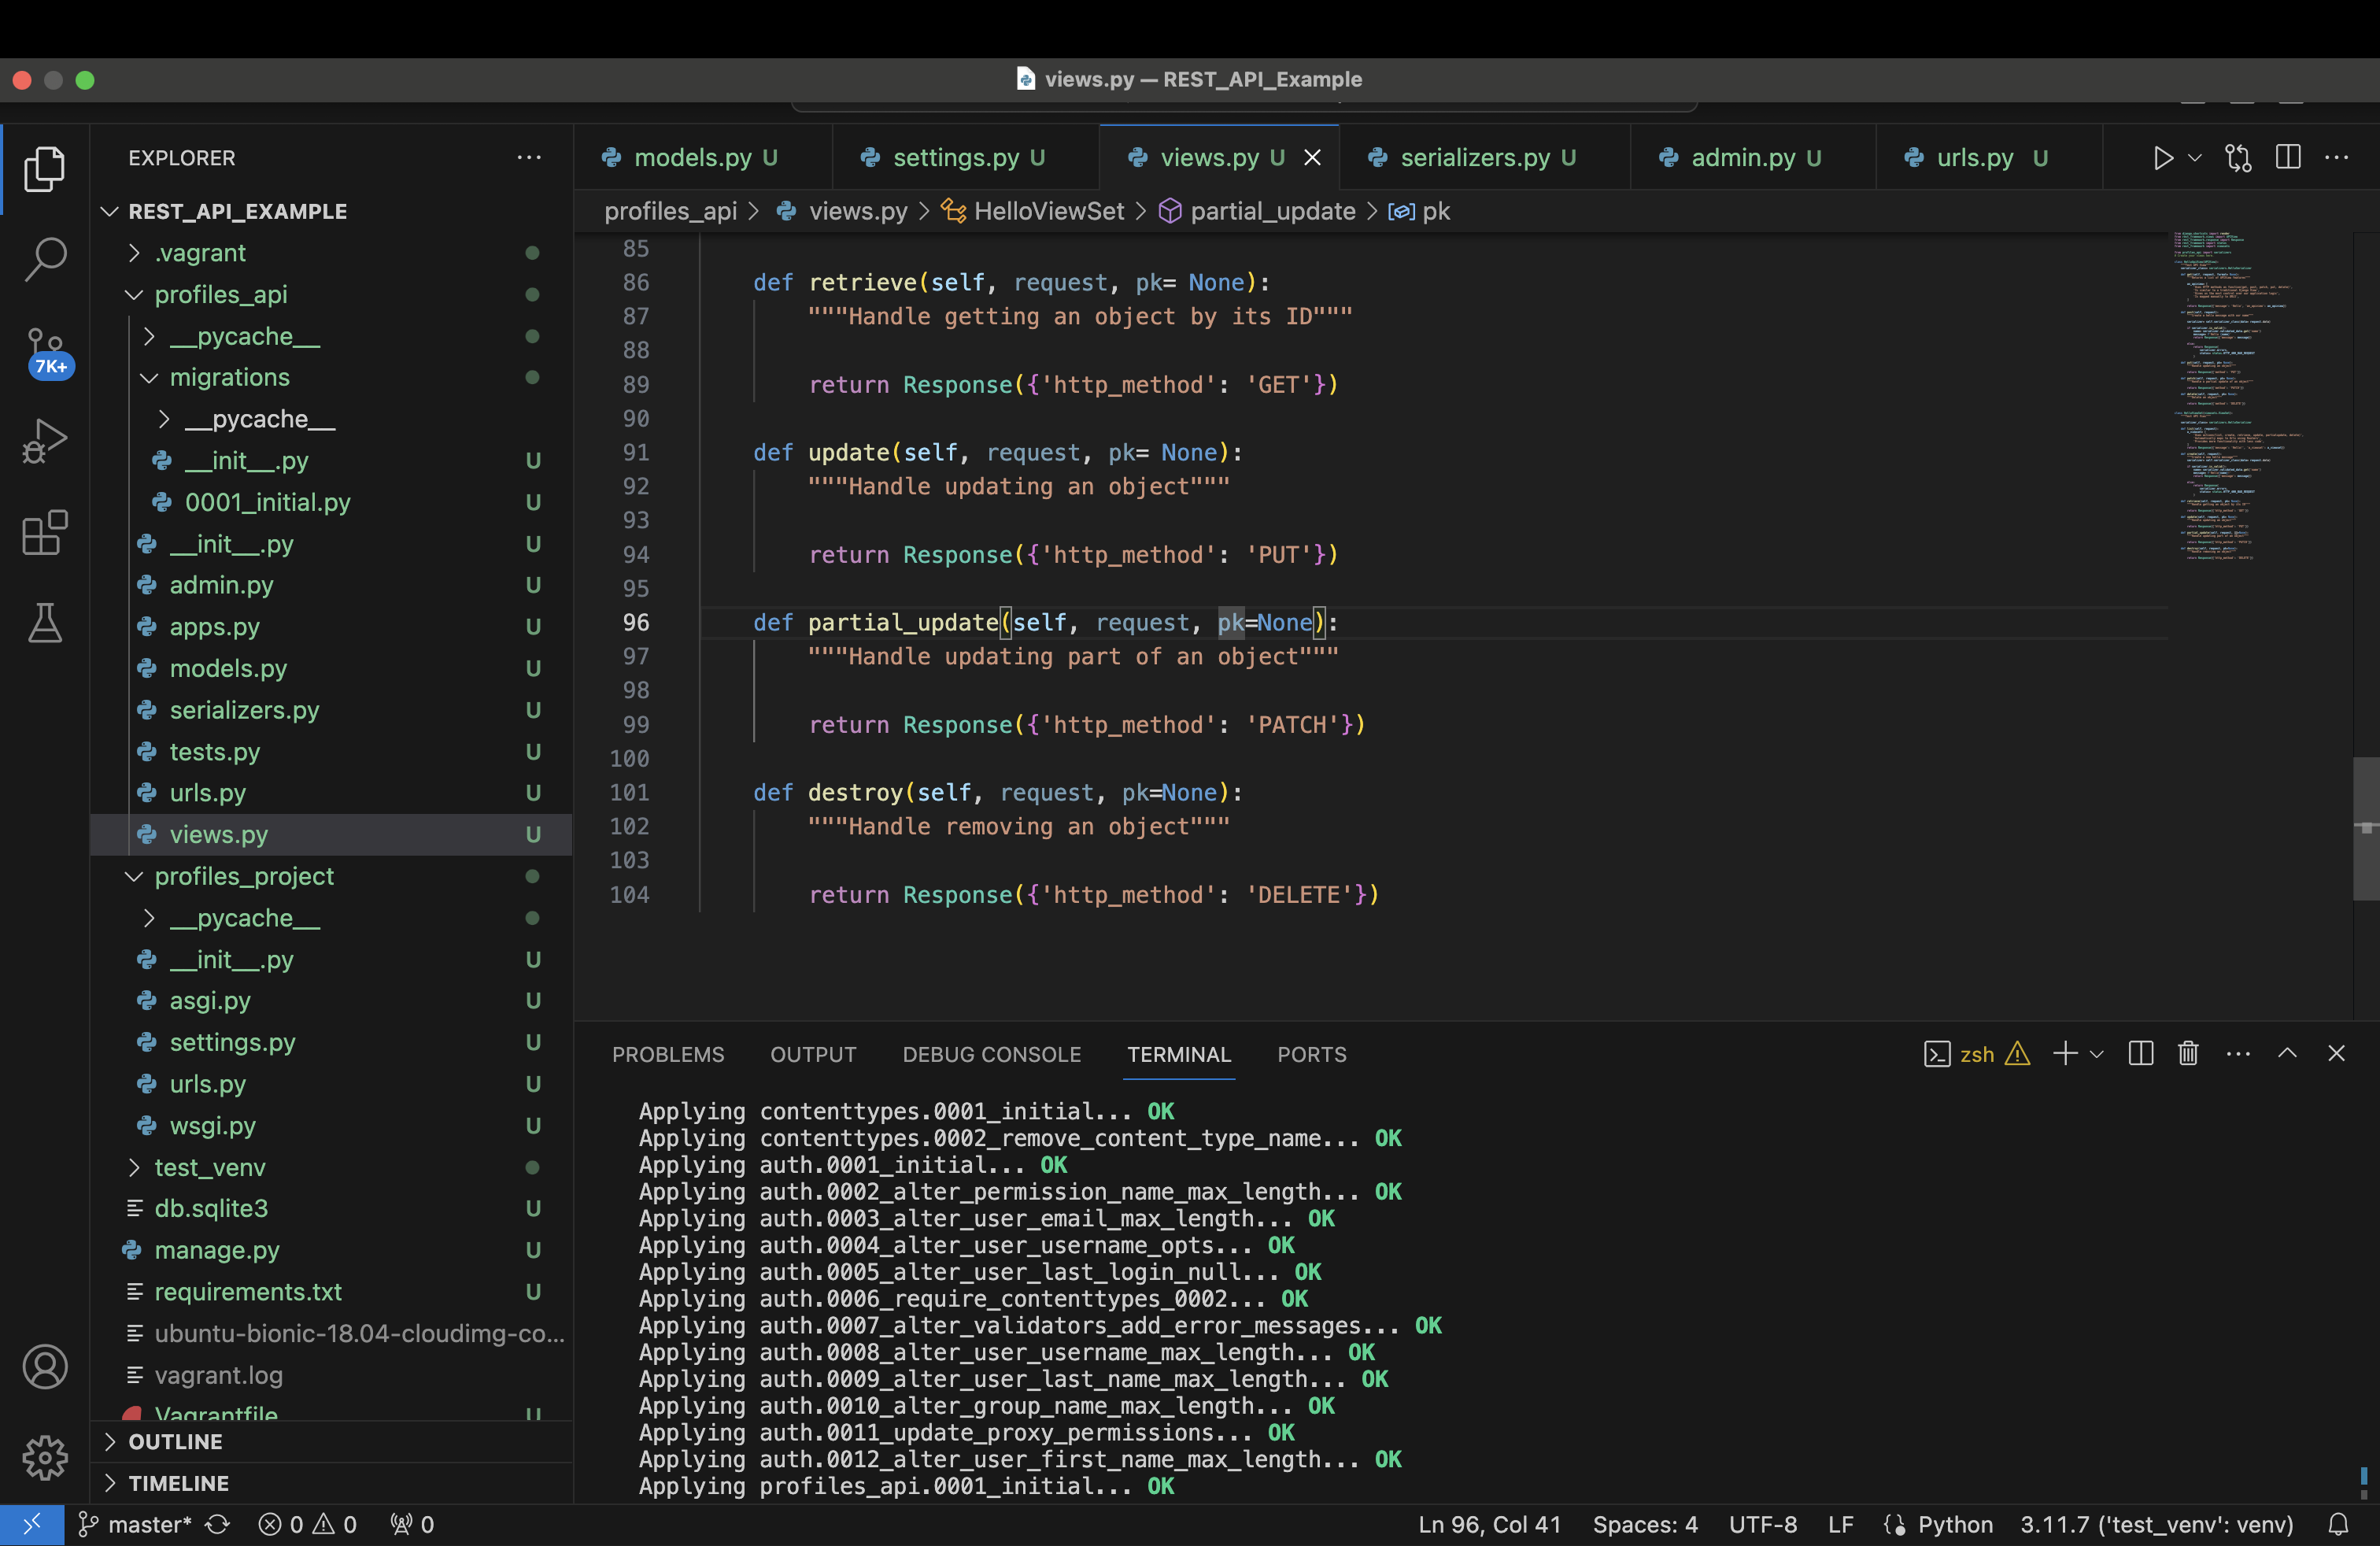 views.py — REST_API_Example
EXPLORER
REST_API_EXAMPLE
.vagrant
profiles_api
__pycache__
migrations
__pycache__
__init__.py U
0001_initial.py U
__init__.py U
admin.py U
apps.py U
models.py U
serializers.py U
tests.py U
urls.py U
views.py U
profiles_project
__pycache__
__init__.py U
asgi.py U
settings.py U
urls.py U
wsgi.py U
test_venv
db.sqlite3 U
manage.py U
requirements.txt U
ubuntu-bionic-18.04-cloudimg-co...
vagrant.log
Vagrantfile U
OUTLINE
TIMELINE
7K+
models.py U settings.py U views.py U serializers.py U admin.py U urls.py U
profiles_api > views.py > HelloViewSet > partial_update > pk
85
86 def retrieve(self, request, pk= None):
87 """Handle getting an object by its ID"""
88
89 return Response({'http_method': 'GET'})
90
91 def update(self, request, pk= None):
92 """Handle updating an object"""
93
94 return Response({'http_method': 'PUT'})
95
96 def partial_update(self, request, pk=None):
97 """Handle updating part of an object"""
98
99 return Response({'http_method': 'PATCH'})
100
101 def destroy(self, request, pk=None):
102 """Handle removing an object"""
103
104 return Response({'http_method': 'DELETE'})
PROBLEMS OUTPUT DEBUG CONSOLE TERMINAL PORTS
zsh
Applying contenttypes.0001_initial... OK
Applying contenttypes.0002_remove_content_type_name... OK
Applying auth.0001_initial... OK
Applying auth.0002_alter_permission_name_max_length... OK
Applying auth.0003_alter_user_email_max_length... OK
Applying auth.0004_alter_user_username_opts... OK
Applying auth.0005_alter_user_last_login_null... OK
Applying auth.0006_require_contenttypes_0002... OK
Applying auth.0007_alter_validators_add_error_messages... OK
Applying auth.0008_alter_user_username_max_length... OK
Applying auth.0009_alter_user_last_name_max_length... OK
Applying auth.0010_alter_group_name_max_length... OK
Applying auth.0011_update_proxy_permissions... OK
Applying auth.0012_alter_user_first_name_max_length... OK
Applying profiles_api.0001_initial... OK
master* 0 0 0 Ln 96, Col 41 Spaces: 4 UTF-8 LF Python 3.11.7 ('test_venv': venv)